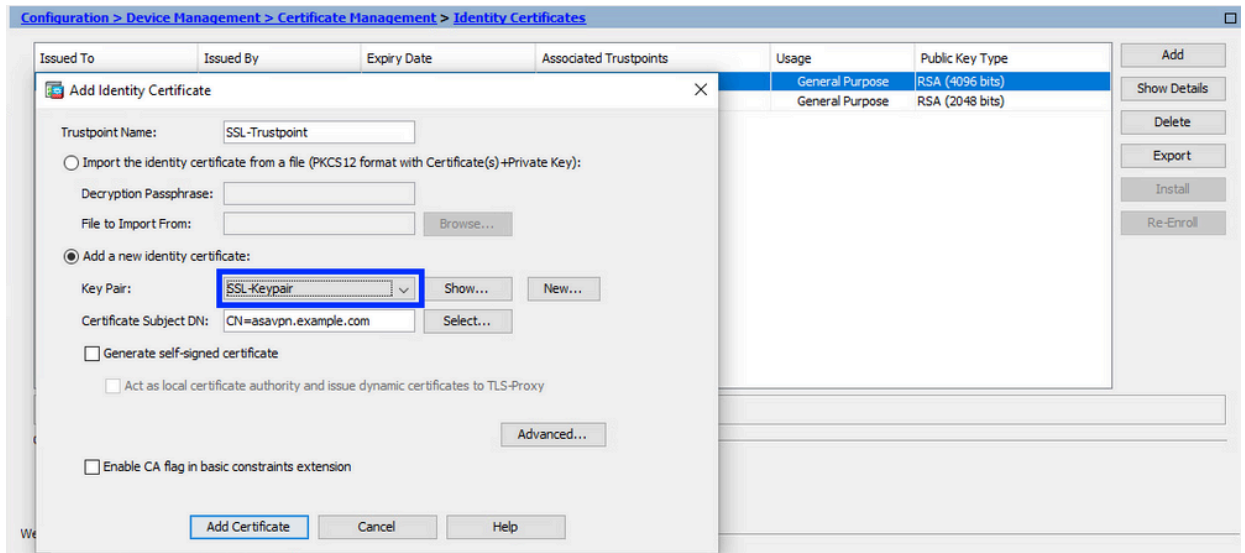 Configuration > Device Management > Certificate Management > Identity Certificates
Issued To Issued By Expiry Date Associated Trustpoints Usage Public Key Type
General Purpose RSA (4096 bits)
General Purpose RSA (2048 bits)
Add
Show Details
Delete
Export
Install
Re-Enroll
Add Identity Certificate
Trustpoint Name: SSL-Trustpoint
Import the identity certificate from a file (PKCS12 format with Certificate(s)+Private Key):
Decryption Passphrase:
File to Import From: Browse...
Add a new identity certificate:
Key Pair: SSL-Keypair Show... New...
Certificate Subject DN: CN=asavpn.example.com Select...
Generate self-signed certificate
Act as local certificate authority and issue dynamic certificates to TLS-Proxy
Advanced...
Enable CA flag in basic constraints extension
Add Certificate Cancel Help